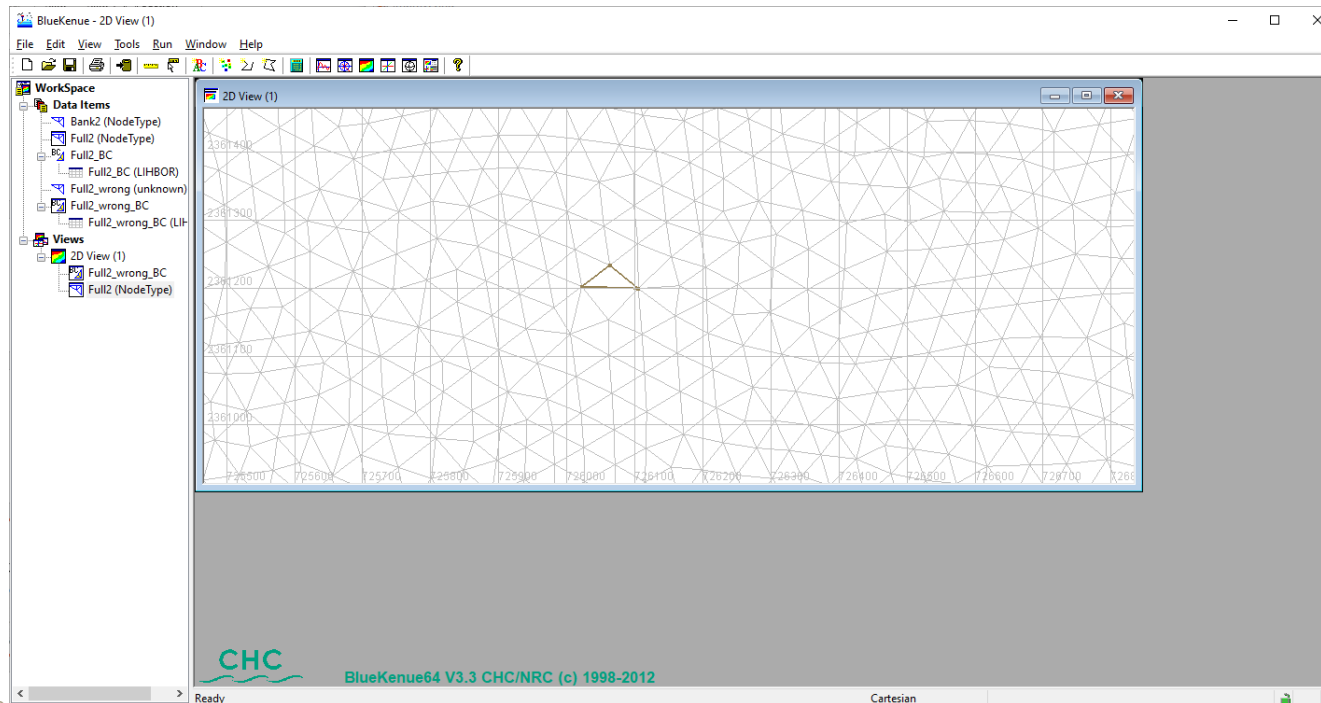 BlueKenue - 2D View (1)
File Edit View Tools Run Window Help
WorkSpace
Data Items
Bank2 (NodeType)
Full2 (NodeType)
Full2_BC
Full2_BC (LIHBOR)
Full2_wrong (unknown)
Full2_wrong_BC
Full2_wrong_BC (LIH
Views
2D View (1)
Full2_wrong_BC
Full2 (NodeType)
2D View (1)
2361400
2361300
2361200
2361100
2361000
725500 725600 725700 725800 725900 726000 726100 726200 726300 726400 726500 726600 726700 7268
CHC
BlueKenue64 V3.3 CHC/NRC (c) 1998-2012
Ready Cartesian